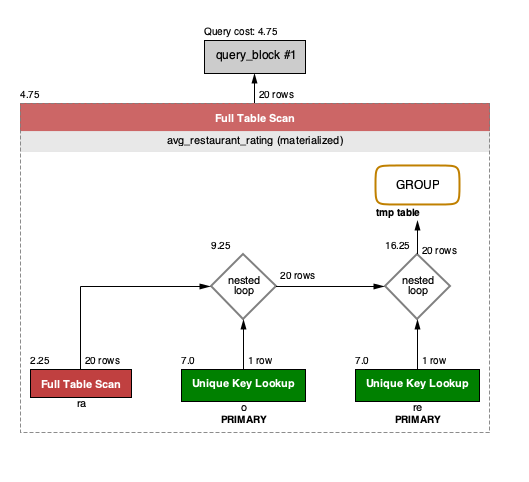 Query cost: 4.75
query_block #1
4.75
20 rows
Full Table Scan
avg_restaurant_rating (materialized)
GROUP
tmp table
9.25
16.25
20 rows
nested
loop
20 rows
nested
loop
2.25
20 rows
7.0
1 row
7.0
1 row
Full Table Scan
Unique Key Lookup
Unique Key Lookup
ra
o
re
PRIMARY
PRIMARY